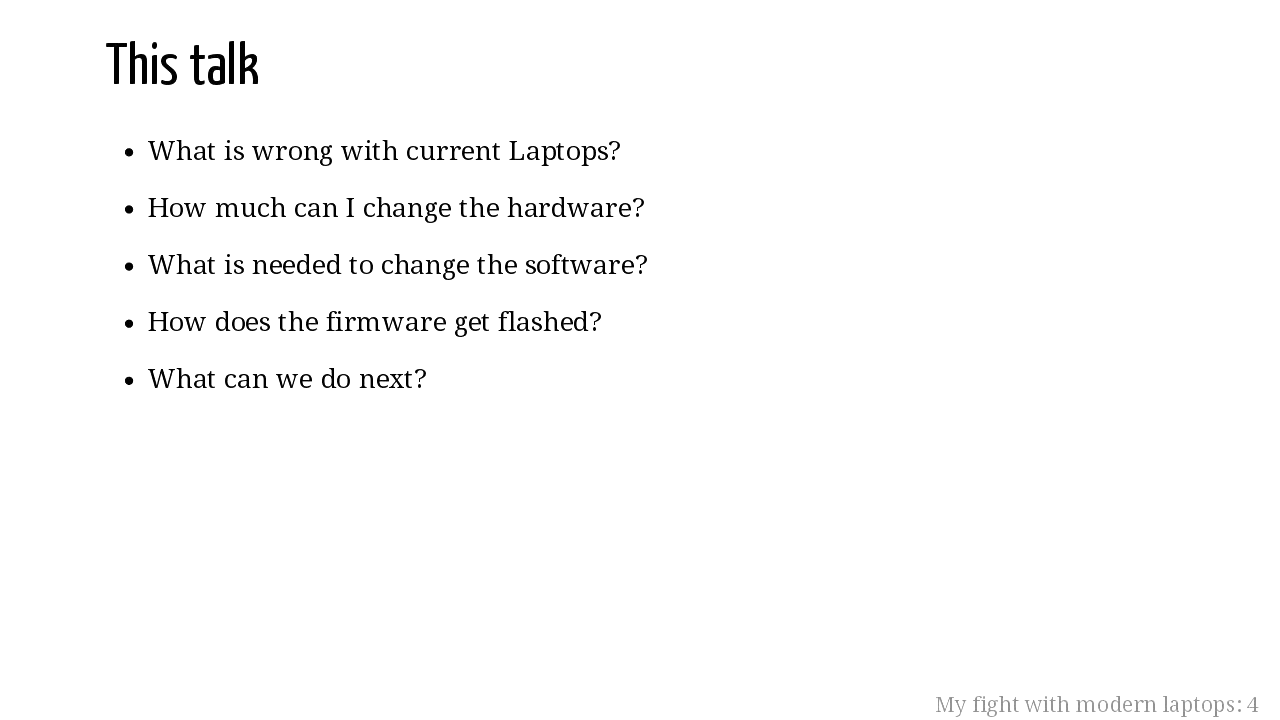 This talk
• What is wrong with current Laptops?
• How much can I change the hardware?
• What is needed to change the software?
• How does the firmware get flashed?
• What can we do next?
My fight with modern laptops: 4